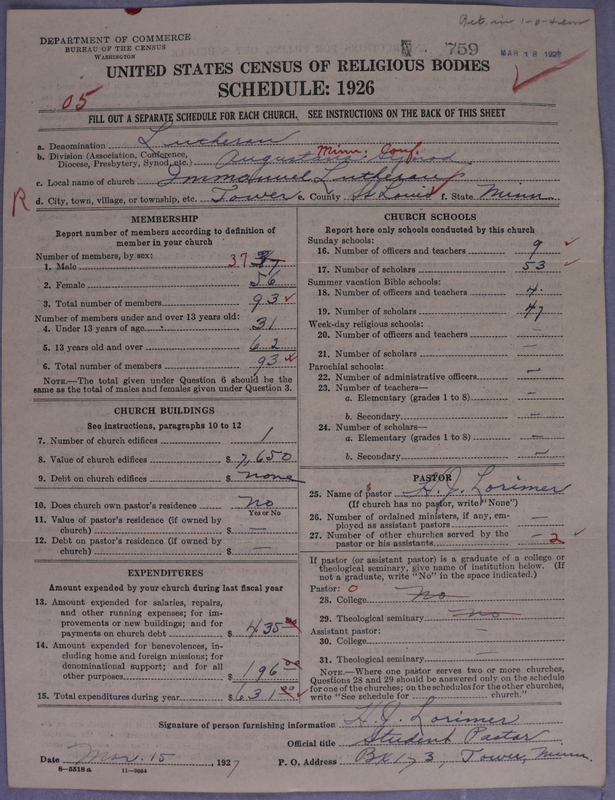 Ret. in 1-8-4
759
MAR 18 1927
DEPARTMENT OF COMMERCE
BUREAU OF THE CENSUS
WASHINGTON
UNITED STATES CENSUS OF RELIGIOUS BODIES
SCHEDULE: 1926
05
FILL OUT A SEPARATE SCHEDULE FOR EACH CHURCH. SEE INSTRUCTIONS ON THE BACK OF THIS SHEET
a. Denomination Lutheran
Minn. Conf.
b. Division (Association, Conference, Diocese, Presbytery, Synod, etc.) Augustana Synod
c. Local name of church Immanuel Lutheran
R d. City, town, village, or township, etc. Tower e. County St Louis f. State Minn.
MEMBERSHIP
Report number of members according to definition of
member in your church
Number of members, by sex:
1. Male 37
2. Female 56
3. Total number of members 93
Number of members under and over 13 years old:
4. Under 13 years of age 31
5. 13 years old and over 62
6. Total number of members 93
NOTE.—The total given under Question 6 should be the
same as the total of males and females given under Question 3.
CHURCH BUILDINGS
See instructions, paragraphs 10 to 12
7. Number of church edifices 1
8. Value of church edifices $ 7,650
9. Debt on church edifices $ none
10. Does church own pastor's residence No
Yes or No
11. Value of pastor's residence (if owned by
church) $ —
12. Debt on pastor's residence (if owned by
church) $ —
EXPENDITURES
Amount expended by your church during last fiscal year
13. Amount expended for salaries, repairs,
and other running expenses; for im-
provements or new buildings; and for
payments on church debt $ 435 00
14. Amount expended for benevolences, in-
cluding home and foreign missions; for
denominational support; and for all
other purposes 196 00
15. Total expenditures during year $ 631 00
CHURCH SCHOOLS
Report here only schools conducted by this church
Sunday schools:
16. Number of officers and teachers 9
17. Number of scholars 53
Summer vacation Bible schools:
18. Number of officers and teachers 4.
19. Number of scholars 47
Week-day religious schools:
20. Number of officers and teachers —
21. Number of scholars —
Parochial schools:
22. Number of administrative officers —
23. Number of teachers—
a. Elementary (grades 1 to 8) —
b. Secondary —
24. Number of scholars—
a. Elementary (grades 1 to 8) —
b. Secondary —
PASTOR
25. Name of pastor H. J. Lorimer
(If church has no pastor, write "None")
26. Number of ordained ministers, if any, em-
ployed as assistant pastors —
27. Number of other churches served by the
pastor or his assistants — 2
If pastor (or assistant pastor) is a graduate of a college or
theological seminary, give name of institution below. (If
not a graduate, write "No" in the space indicated.)
Pastor: 0
28. College No
29. Theological seminary No
Assistant pastor:
30. College —
31. Theological seminary —
NOTE.—Where one pastor serves two or more churches,
Questions 28 and 29 should be answered only on the schedule
for one of the churches; on the schedules for the other churches,
write "See schedule for ________ church."
Signature of person furnishing information H. J. Lorimer
Official title Student Pastor
Date Mar. 15, 1927 P. O. Address Bx 173, Tower, Minn.
8—5518 a 11—9054